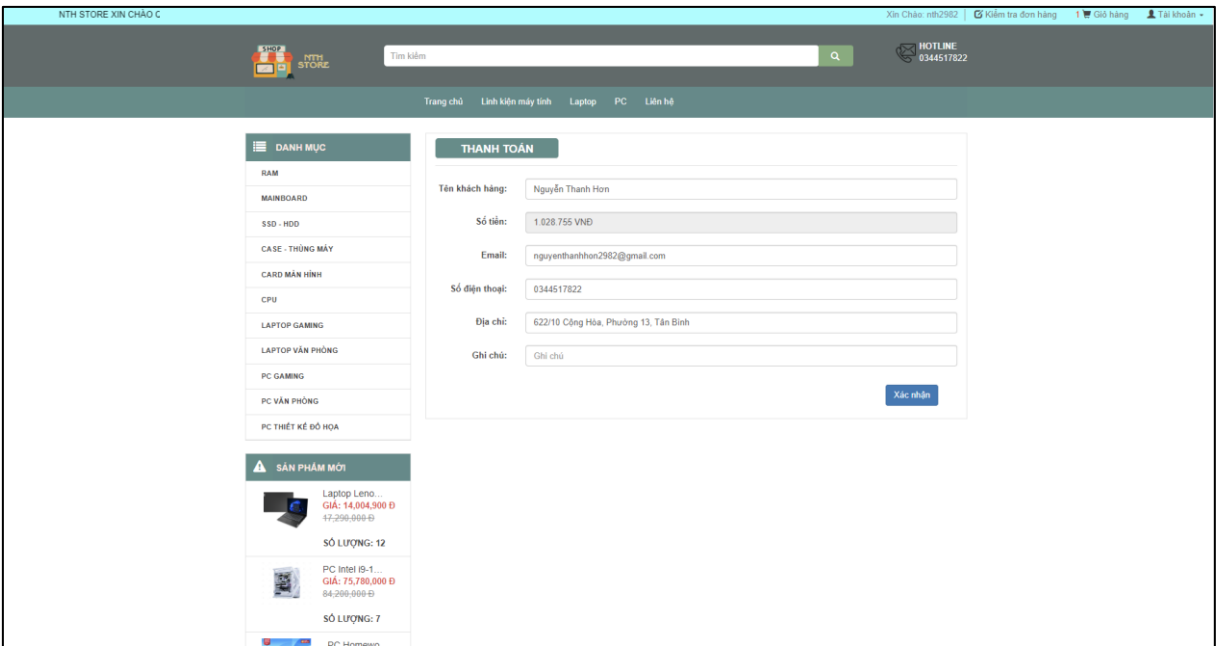 NTH STORE XIN CHÀO C
Xin Chào: nth2982
Kiểm tra đơn hàng
1 Giỏ hàng
Tài khoản
SHOP
NTH
STORE
Tìm kiếm
HOTLINE
0344517822
Trang chủ Linh kiện máy tính Laptop PC Liên hệ
DANH MỤC
RAM
MAINBOARD
SSD - HDD
CASE - THÙNG MÁY
CARD MÀN HÌNH
CPU
LAPTOP GAMING
LAPTOP VĂN PHÒNG
PC GAMING
PC VĂN PHÒNG
PC THIẾT KẾ ĐỒ HỌA
THANH TOÁN
Tên khách hàng: Nguyễn Thanh Hơn
Số tiền: 1.028.755 VNĐ
Email: nguyenthanhhon2982@gmail.com
Số điện thoại: 0344517822
Địa chỉ: 622/10 Cộng Hòa, Phường 13, Tân Bình
Ghi chú: Ghi chú
Xác nhận
SẢN PHẨM MỚI
Laptop Leno...
GIÁ: 14,004,900 Đ
17,290,000 Đ
SỐ LƯỢNG: 12
PC Intel i9-1...
GIÁ: 75,780,000 Đ
84,200,000 Đ
SỐ LƯỢNG: 7
PC Homewo